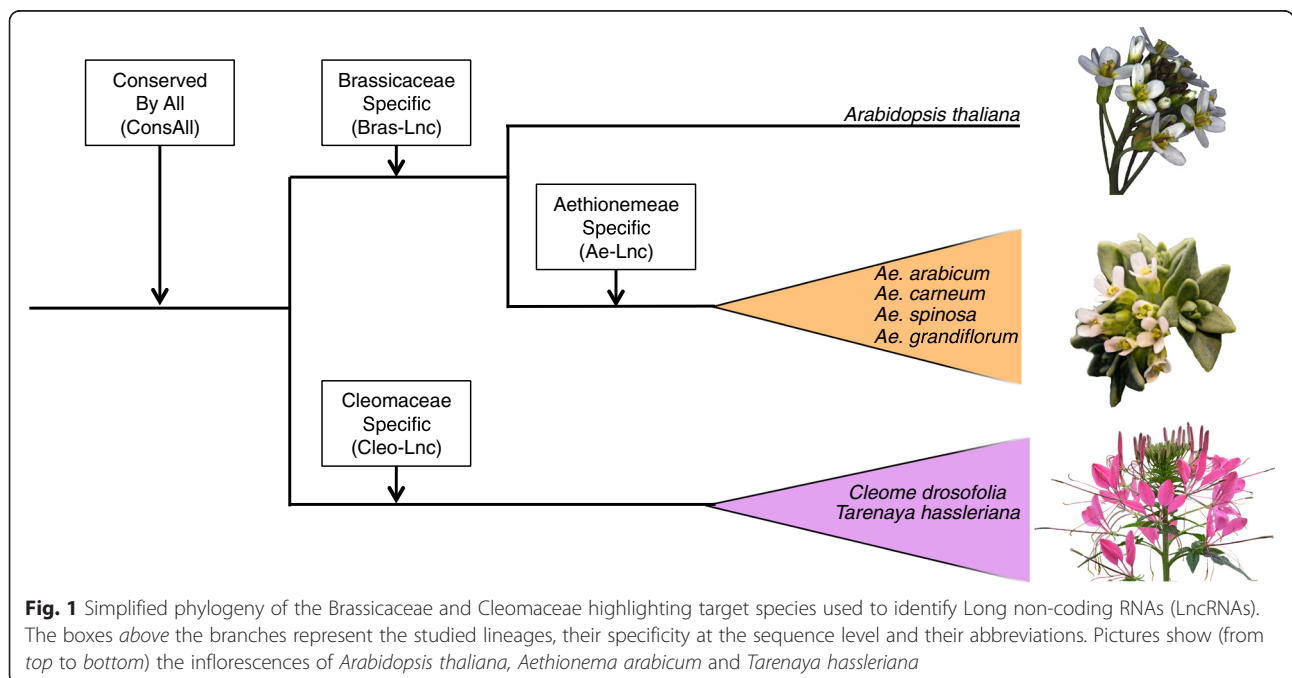 Conserved
By All
(ConsAll)
Brassicaceae
Specific
(Bras-Lnc)
Arabidopsis thaliana
Aethionemeae
Specific
(Ae-Lnc)
Ae. arabicum
Ae. carneum
Ae. spinosa
Ae. grandiflorum
Cleomaceae
Specific
(Cleo-Lnc)
Cleome drosofolia
Tarenaya hassleriana
Fig. 1 Simplified phylogeny of the Brassicaceae and Cleomaceae highlighting target species used to identify Long non-coding RNAs (LncRNAs).
The boxes above the branches represent the studied lineages, their specificity at the sequence level and their abbreviations. Pictures show (from
top to bottom) the inflorescences of Arabidopsis thaliana, Aethionema arabicum and Tarenaya hassleriana